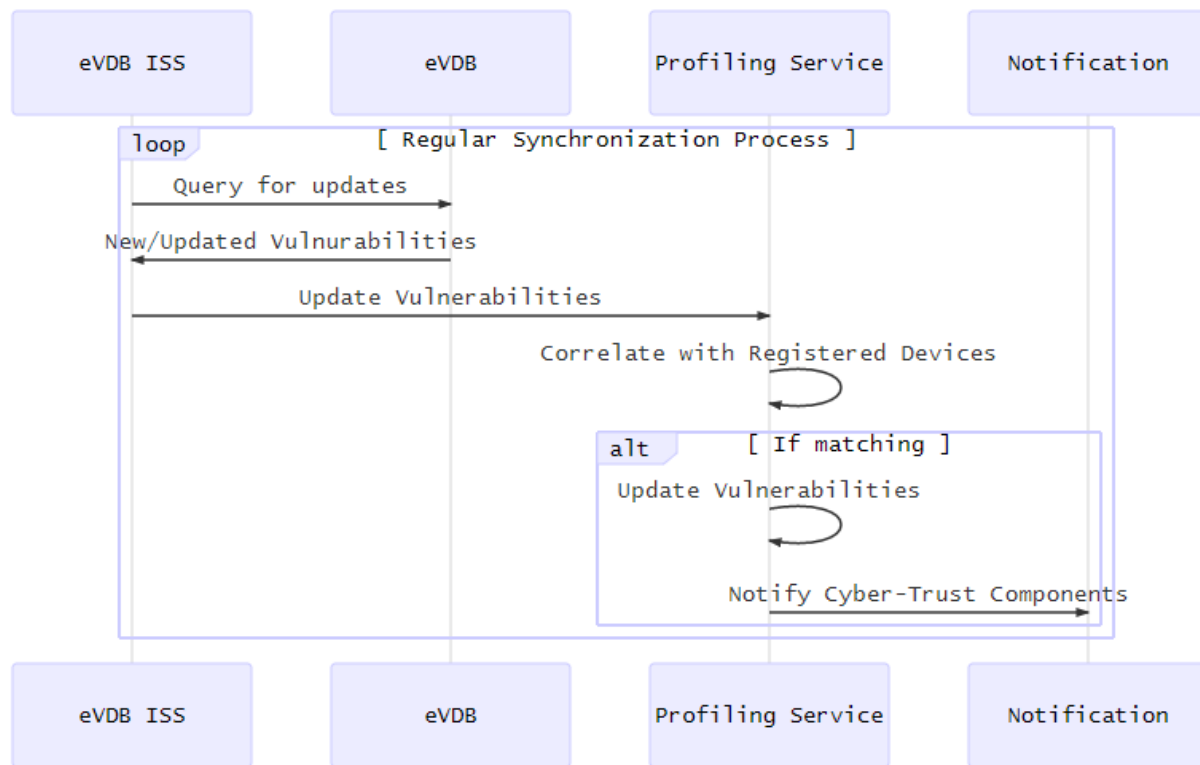 eVDB ISS
eVDB
Profiling Service
Notification
loop
[ Regular Synchronization Process ]
Query for updates
New/Updated Vulnurabilities
Update Vulnerabilities
Correlate with Registered Devices
alt
[ If matching ]
Update Vulnerabilities
Notify Cyber-Trust Components
eVDB ISS
eVDB
Profiling Service
Notification